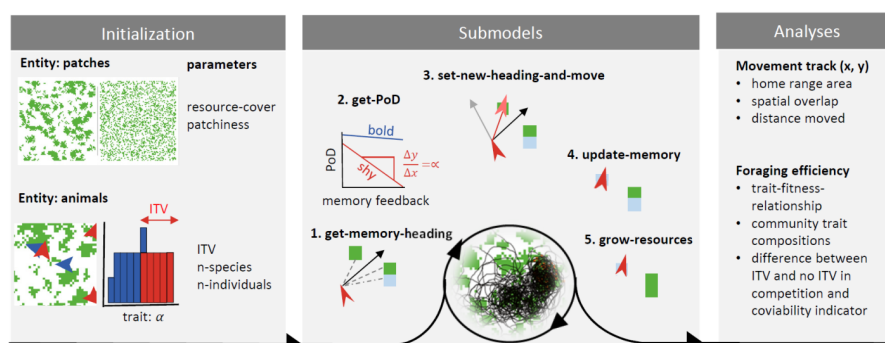 Initialization
Entity: patches
parameters
resource-cover
patchiness
Entity: animals
ITV
ITV
n-species
n-individuals
trait: α
Submodels
3. set-new-heading-and-move
2. get-PoD
bold
shy
PoD
Δy
Δx
=∝
memory feedback
4. update-memory
1. get-memory-heading
5. grow-resources
Analyses
Movement track (x, y)
• home range area
• spatial overlap
• distance moved
Foraging efficiency
• trait-fitness-
relationship
• community trait
compositions
• difference between
ITV and no ITV in
competition and
coviability indicator